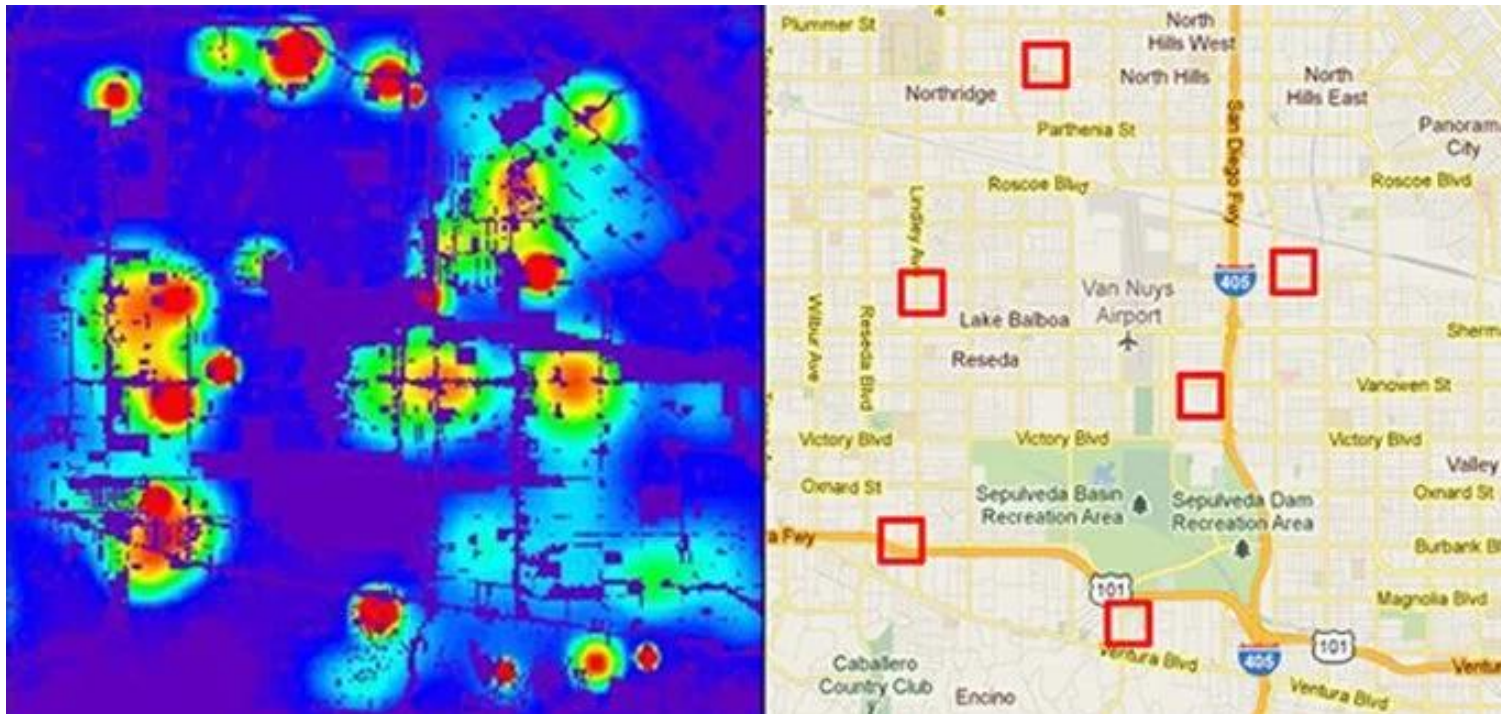 Plummer St
North
Hills West
North Hills
North
Hills East
Northridge
Parthenia St
Panoram
City
San Diego Fwy
Roscoe Blvd
Roscoe Blvd
Lindley Av
405
Van Nuys
Airport
Lake Balboa
Wilbur Ave
Reseda Blvd
Reseda
Sherm
Vanowen St
Victory Blvd
Victory Blvd
Victory Blvd
Valley
Oxnard St
Oxnard St
Sepulveda Basin
Recreation Area
Sepulveda Dam
Recreation Area
a Fwy
Burbank Bl
101
Magnolia Blvd
Ventura Blvd
405
101
Ventur
Caballero
Country Club
y
Encino
Ventura Blvd